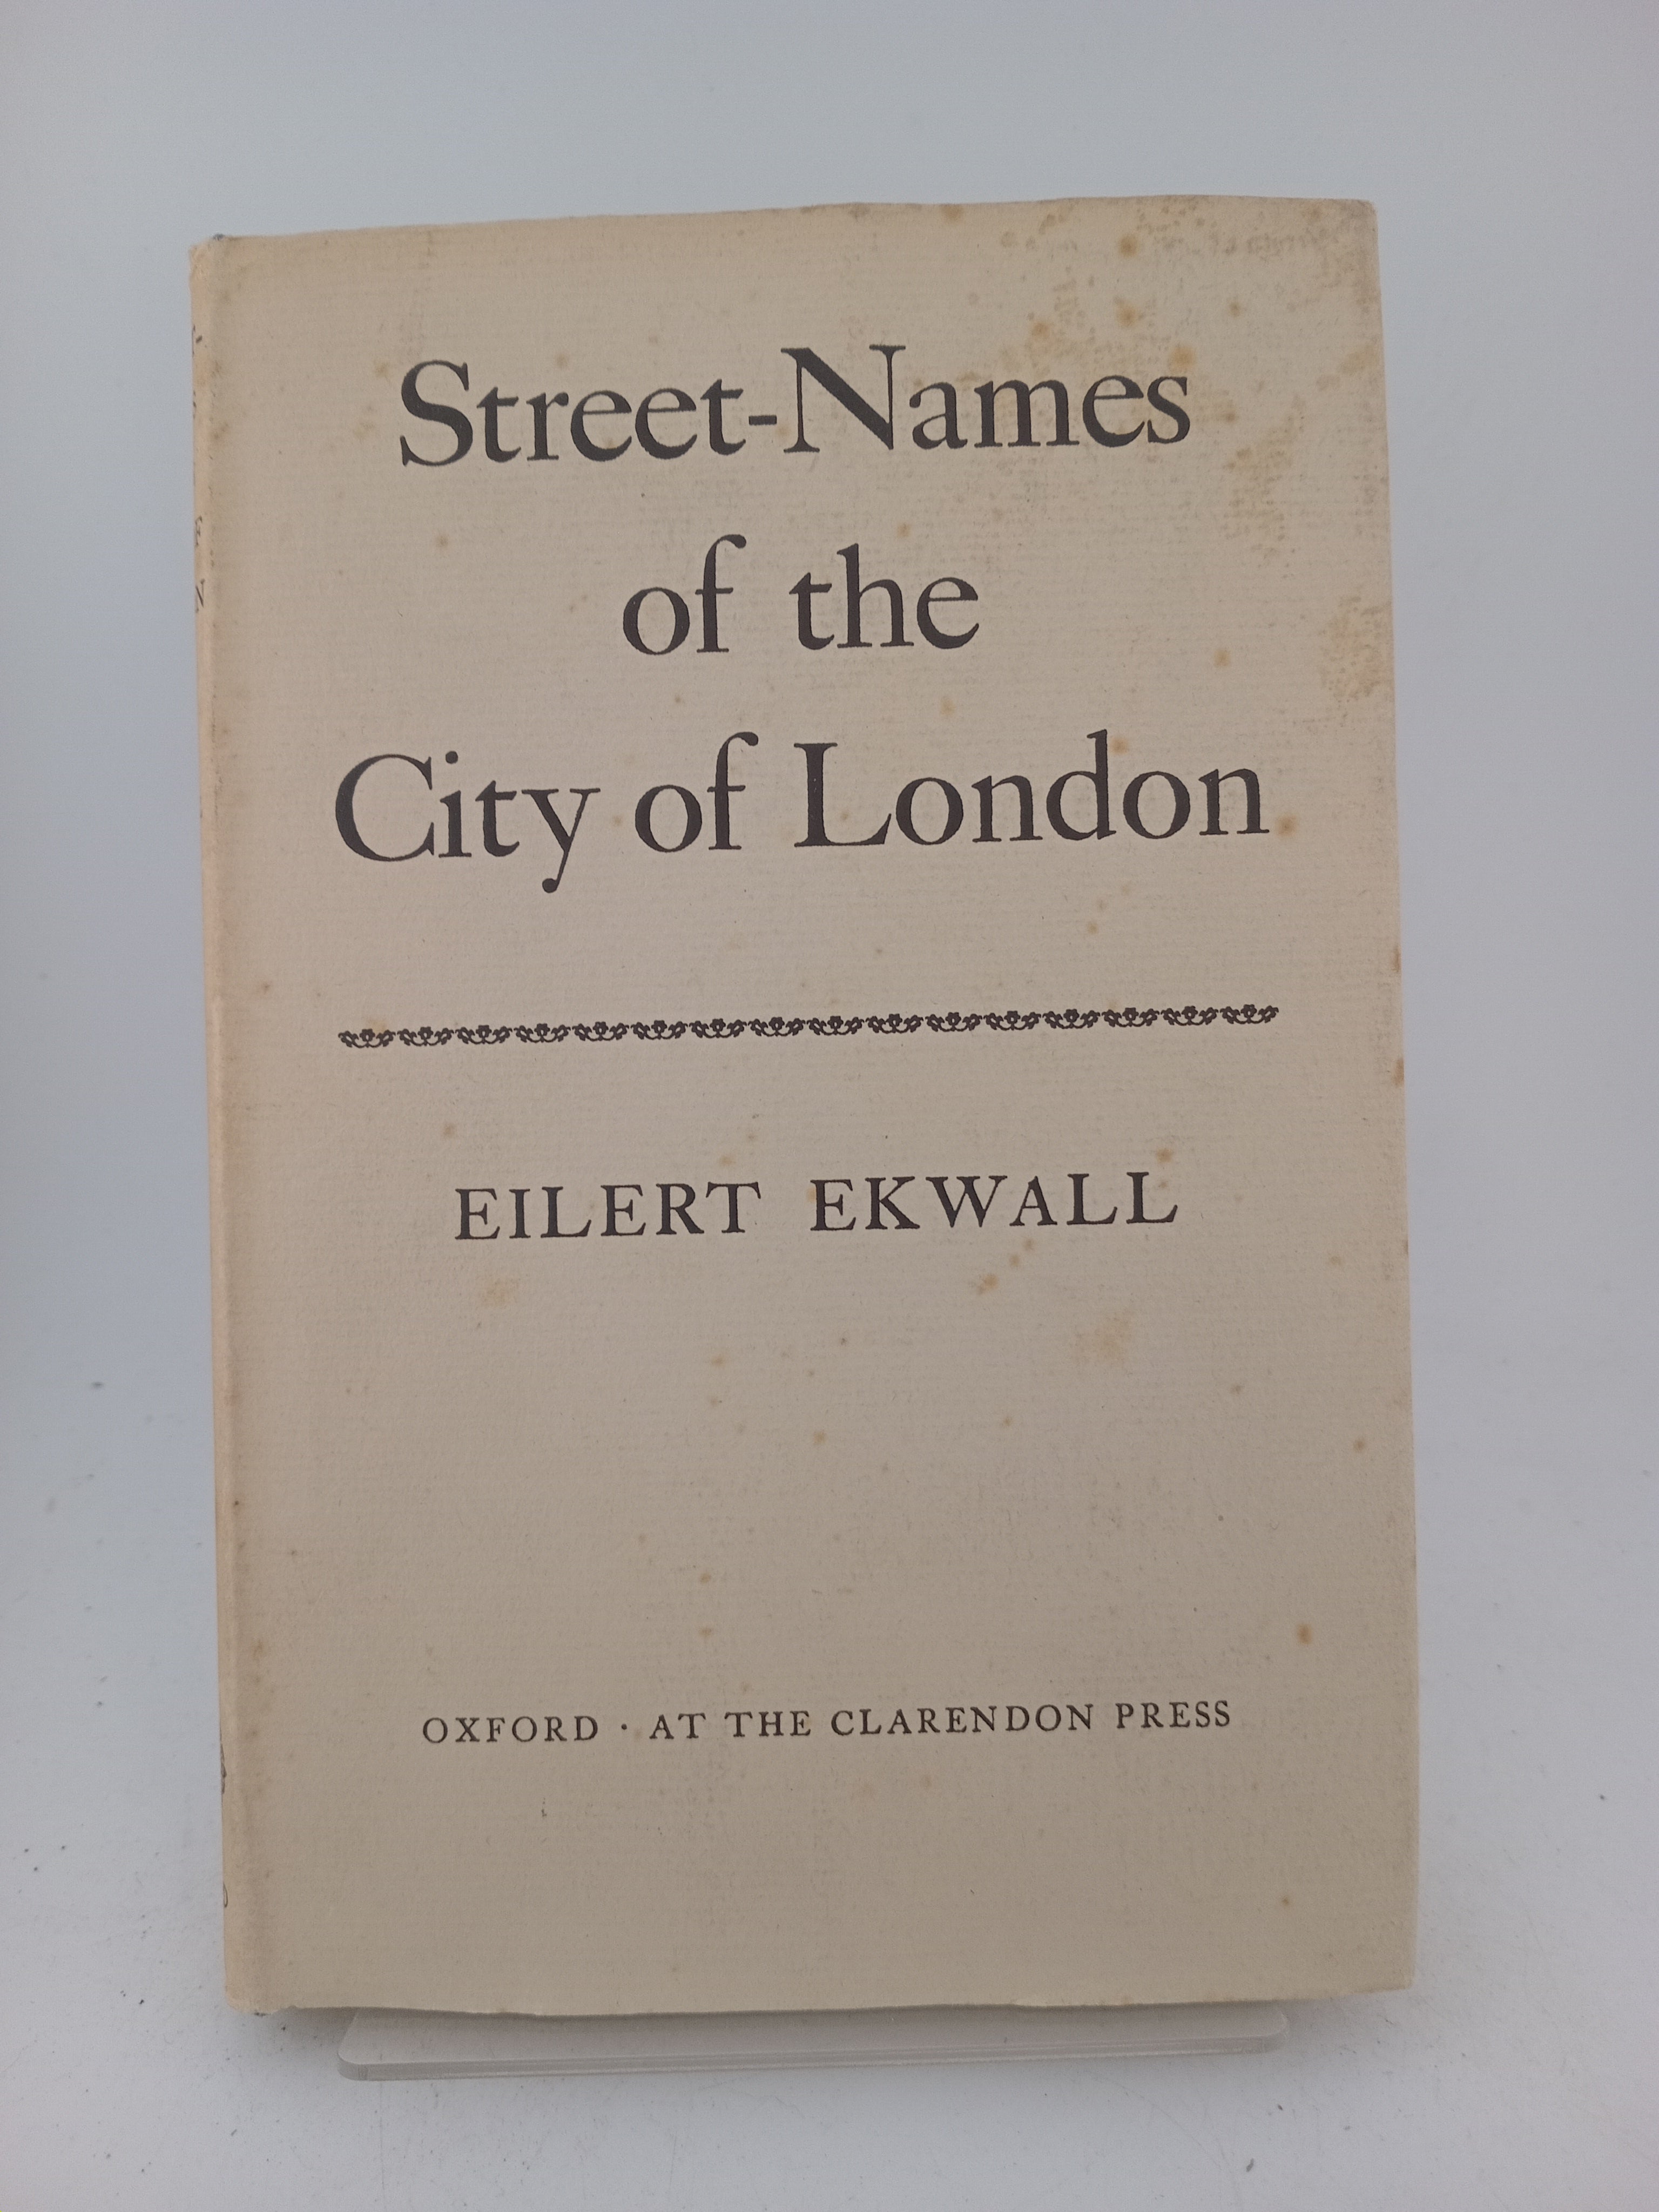 Street-Names
of the
City of London
EILERT EKWALL
OXFORD · AT THE CLARENDON PRESS